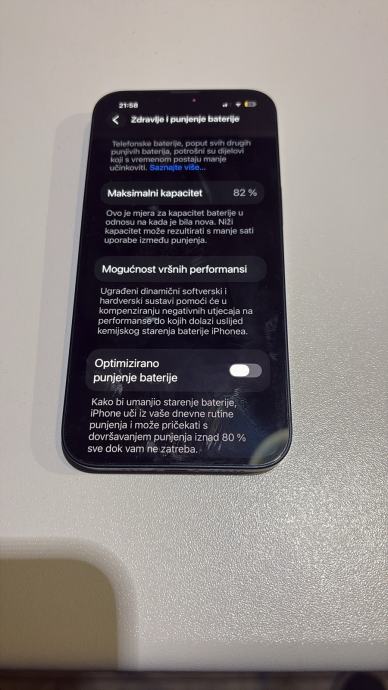 21:58
Zdravlje i punjenje baterije
Telefonske baterije, poput svih drugih
punjivih baterija, potrošni su dijelovi
koji s vremenom postaju manje
učinkoviti. Saznajte više...
Maksimalni kapacitet 82 %
Ovo je mjera za kapacitet baterije u
odnosu na kada je bila nova. Niži
kapacitet može rezultirati s manje sati
uporabe između punjenja.
Mogućnost vršnih performansi
Ugrađeni dinamični softverski i
hardverski sustavi pomoći će u
kompenziranju negativnih utjecaja na
performanse do kojih dolazi uslijed
kemijskog starenja baterije iPhonea.
Optimizirano
punjenje baterije
Kako bi umanjio starenje baterije,
iPhone uči iz vaše dnevne rutine
punjenja i može pričekati s
dovršavanjem punjenja iznad 80 %
sve dok vam ne zatreba.